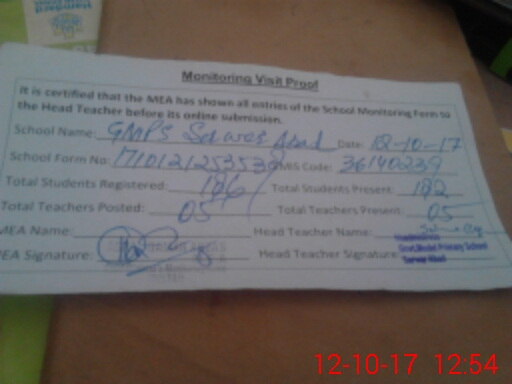 Monitoring Visit Proof
It is certified that the MEA has shown all entries of the School Monitoring Form to
the Head Teacher before its online submission.
School Name: GMPS Sarwar Abad Date: 12-10-17
School Form No: EMIS Code: 36140239
Total Students Registered: 186 Total Students Present: 182
Total Teachers Posted: 05 Total Teachers Present: 05
MEA Name: Head Teacher Name:
MEA Signature: Head Teacher Signature:
Govt. Model Primary School
Sarwar Abad
12-10-17 12:54